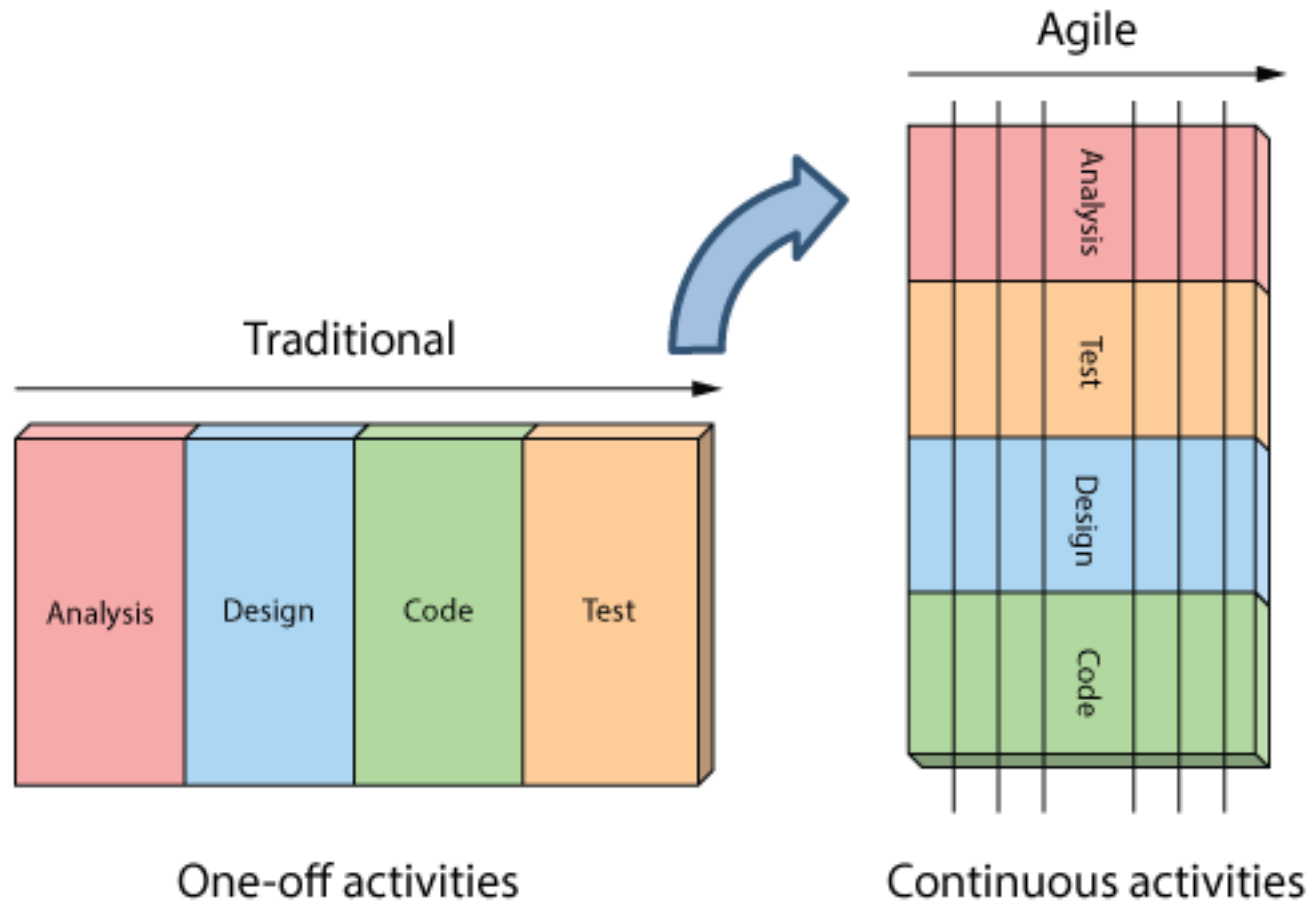 Agile
Analysis
Test
Design
Code
Traditional
Analysis
Design
Code
Test
One-off activities
Continuous activities